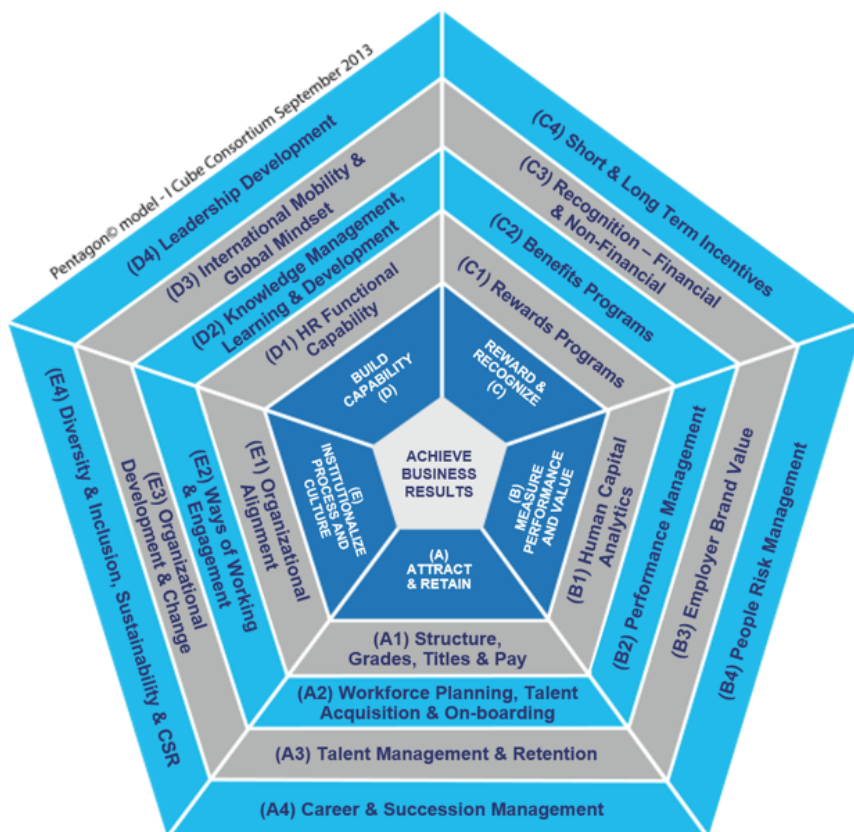 Pentagon© model - I Cube Consortium September 2013
(D4) Leadership Development
(D3) International Mobility &
Global Mindset
(D2) Knowledge Management,
Learning & Development
(D1) HR Functional
Capability
BUILD
CAPABILITY
(D)
(C4) Short & Long Term Incentives
(C3) Recognition – Financial
& Non-Financial
(C2) Benefits Programs
(C1) Rewards Programs
REWARD &
RECOGNIZE
(C)
(E4) Diversity & Inclusion, Sustainability & CSR
(E3) Organizational
Development & Change
(E2) Ways of Working
& Engagement
(E1) Organizational
Alignment
(E)
INSTITUTIONALIZE
PROCESS AND
CULTURE
ACHIEVE
BUSINESS
RESULTS
(B)
MEASURE
PERFORMANCE
AND VALUE
(B1) Human Capital
Analytics
(B2) Performance Management
(B3) Employer Brand Value
(B4) People Risk Management
(A)
ATTRACT
& RETAIN
(A1) Structure,
Grades, Titles & Pay
(A2) Workforce Planning, Talent
Acquisition & On-boarding
(A3) Talent Management & Retention
(A4) Career & Succession Management